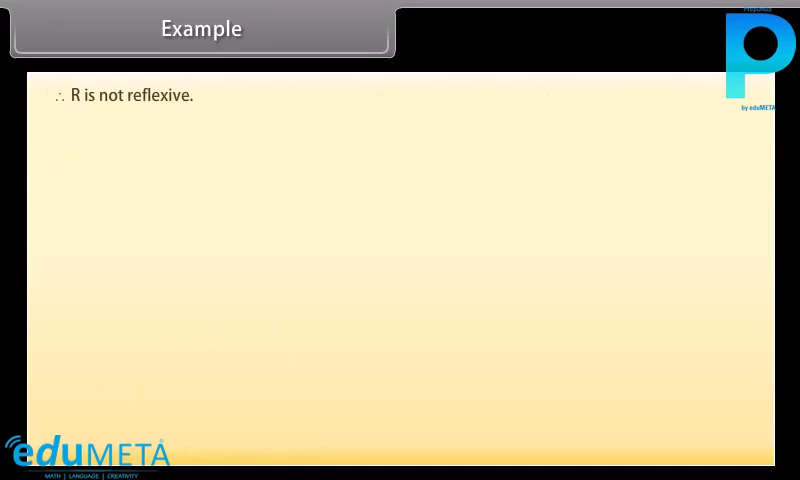 Example
∴ R is not reflexive.
by eduMETA
eduMETA
MATH | LANGUAGE | CREATIVITY